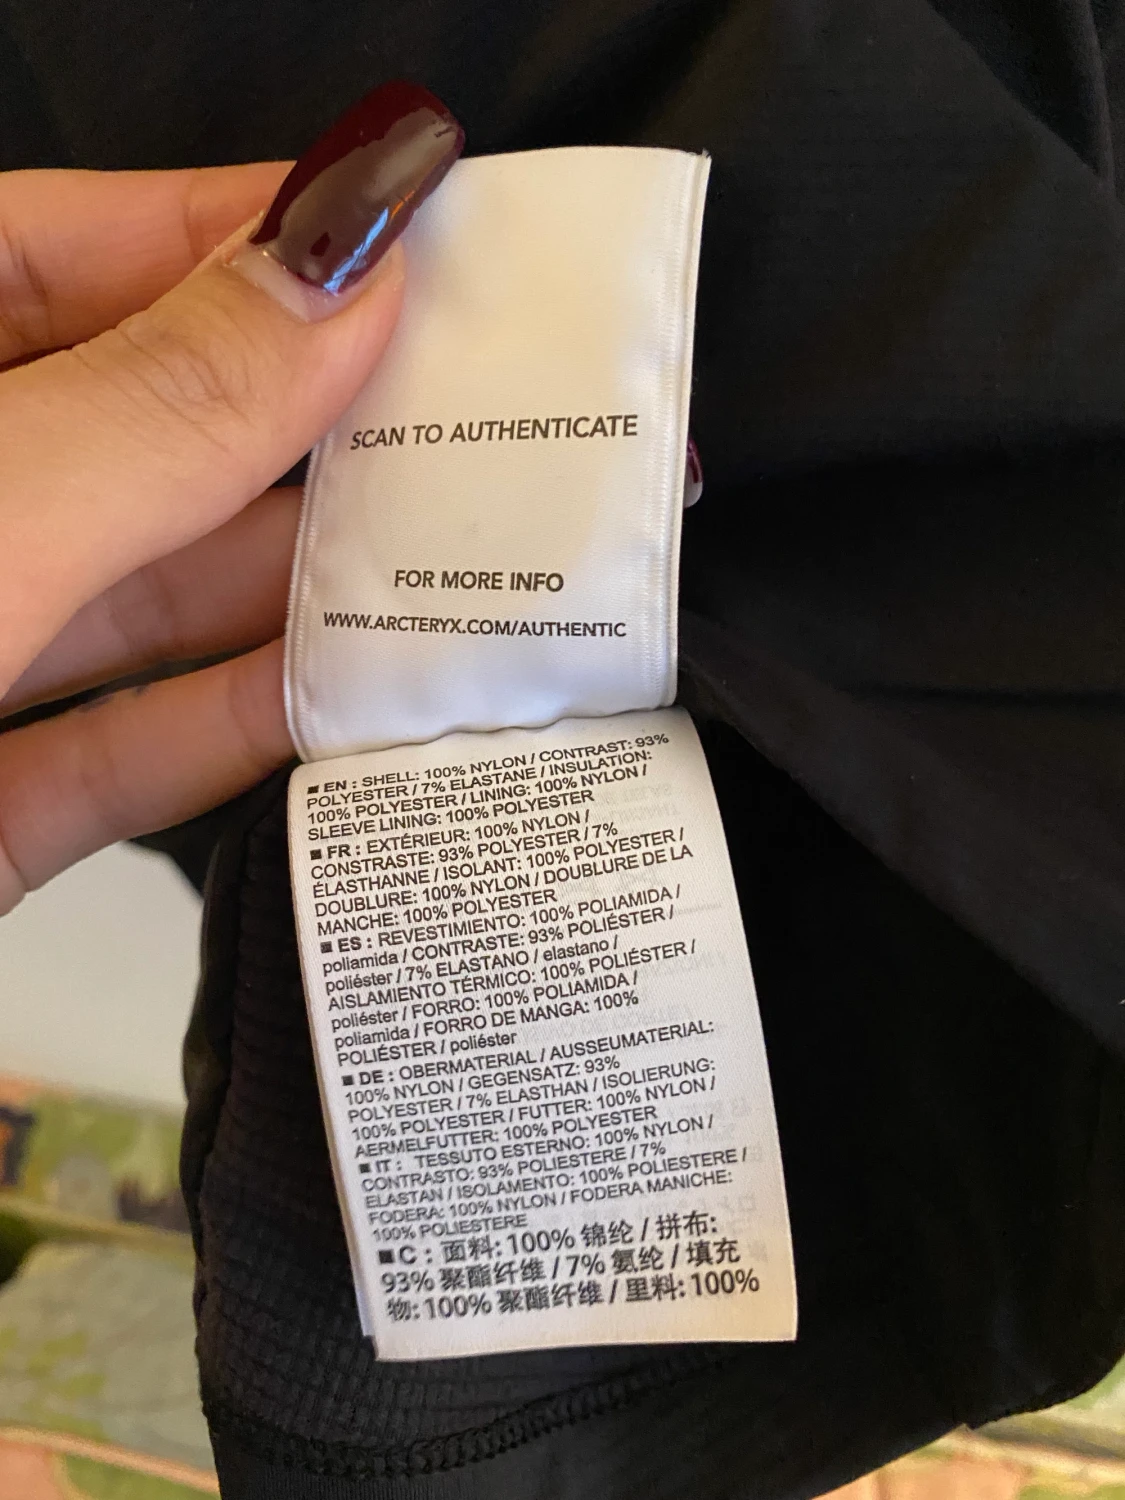 SCAN TO AUTHENTICATE
FOR MORE INFO
WWW.ARCTERYX.COM/AUTHENTIC
■ EN : SHELL: 100% NYLON / CONTRAST: 93%
POLYESTER / 7% ELASTANE / INSULATION:
100% POLYESTER / LINING: 100% NYLON /
SLEEVE LINING: 100% POLYESTER
■ FR : EXTÉRIEUR: 100% NYLON /
CONSTRASTE: 93% POLYESTER / 7%
ÉLASTHANNE / ISOLANT: 100% POLYESTER /
DOUBLURE: 100% NYLON / DOUBLURE DE LA
MANCHE: 100% POLYESTER
■ ES : REVESTIMIENTO: 100% POLIAMIDA /
poliamida / CONTRASTE: 93% POLIÉSTER /
poliéster / 7% ELASTANO / elastano /
AISLAMIENTO TÉRMICO: 100% POLIÉSTER /
poliéster / FORRO: 100% POLIAMIDA /
poliamida / FORRO DE MANGA: 100%
POLIÉSTER / poliéster
■ DE : OBERMATERIAL / AUSSEUMATERIAL:
100% NYLON / GEGENSATZ: 93%
POLYESTER / 7% ELASTHAN / ISOLIERUNG:
100% POLYESTER / FUTTER: 100% NYLON /
AERMELFUTTER: 100% POLYESTER
■ IT : TESSUTO ESTERNO: 100% NYLON /
CONTRASTO: 93% POLIESTERE / 7%
ELASTAN / ISOLAMENTO: 100% POLIESTERE /
FODERA: 100% NYLON / FODERA MANICHE:
100% POLIESTERE
■ C : 面料: 100% 锦纶 / 拼布:
93% 聚酯纤维 / 7% 氨纶 / 填充
物: 100% 聚酯纤维 / 里料: 100%